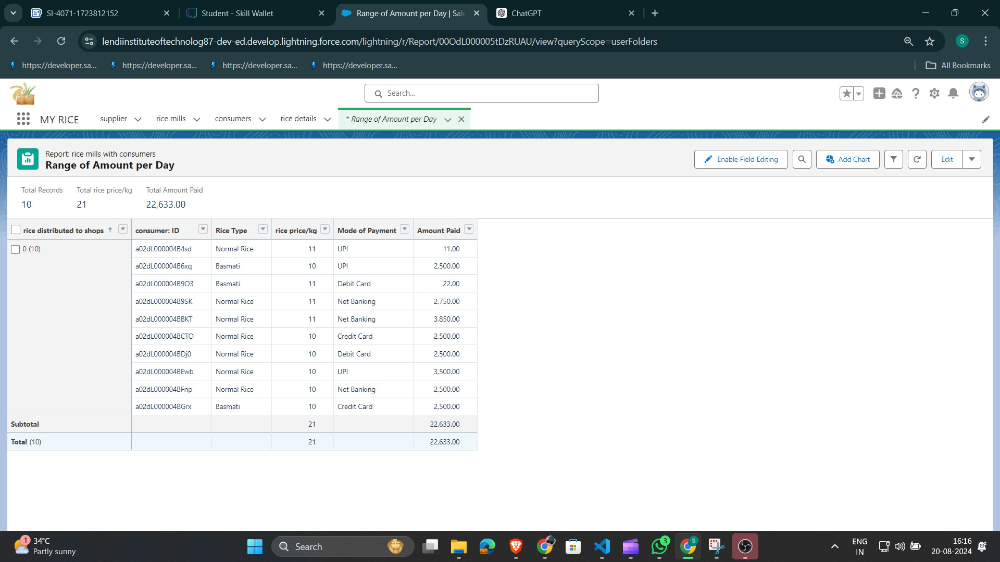 SI-4071-1723812152
Student - Skill Wallet
Range of Amount per Day | Sale
ChatGPT
lendiinstituteoftechnolog87-dev-ed.develop.lightning.force.com/lightning/r/Report/00OdL000005tDzRUAU/view?queryScope=userFolders
S
https://developer.sa...
https://developer.sa...
https://developer.sa...
https://developer.sa...
All Bookmarks
Search...
MY RICE
supplier
rice mills
consumers
rice details
* Range of Amount per Day
Report: rice mills with consumers
Range of Amount per Day
Enable Field Editing
Add Chart
Edit
Total Records Total rice price/kg Total Amount Paid
10 21 22,633.00
rice distributed to shops ↑ consumer: ID Rice Type rice price/kg Mode of Payment Amount Paid
0 (10) a02dL000004B4sd Normal Rice 11 UPI 11.00
a02dL000004B6xq Basmati 10 UPI 2,500.00
a02dL000004B9O3 Basmati 11 Debit Card 22.00
a02dL000004B9SK Normal Rice 11 Net Banking 2,750.00
a02dL000004BBKT Normal Rice 11 Net Banking 3,850.00
a02dL000004BCTO Normal Rice 10 Credit Card 2,500.00
a02dL000004BDj0 Normal Rice 10 Debit Card 2,500.00
a02dL000004BEwb Normal Rice 10 UPI 3,500.00
a02dL000004BFnp Normal Rice 10 Net Banking 2,500.00
a02dL000004BGrx Basmati 10 Credit Card 2,500.00
Subtotal 21 22,633.00
Total (10) 21 22,633.00
1
34°C
Partly sunny
Search
3
S
ENG
IN
16:16
20-08-2024